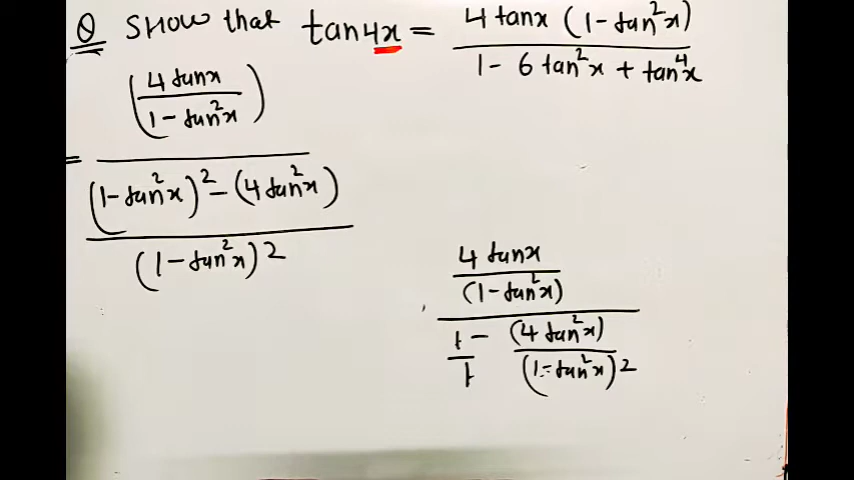 Q Show that tan4x = 4 tanx (1 - tan²x) / 1 - 6 tan²x + tan⁴x
= (4 tanx / 1 - tan²x) / ((1 - tan²x)² - (4 tan²x) / (1 - tan²x)²)
4 tanx / (1 - tan²x)
1/1 - (4 tan²x) / (1 - tan²x)²